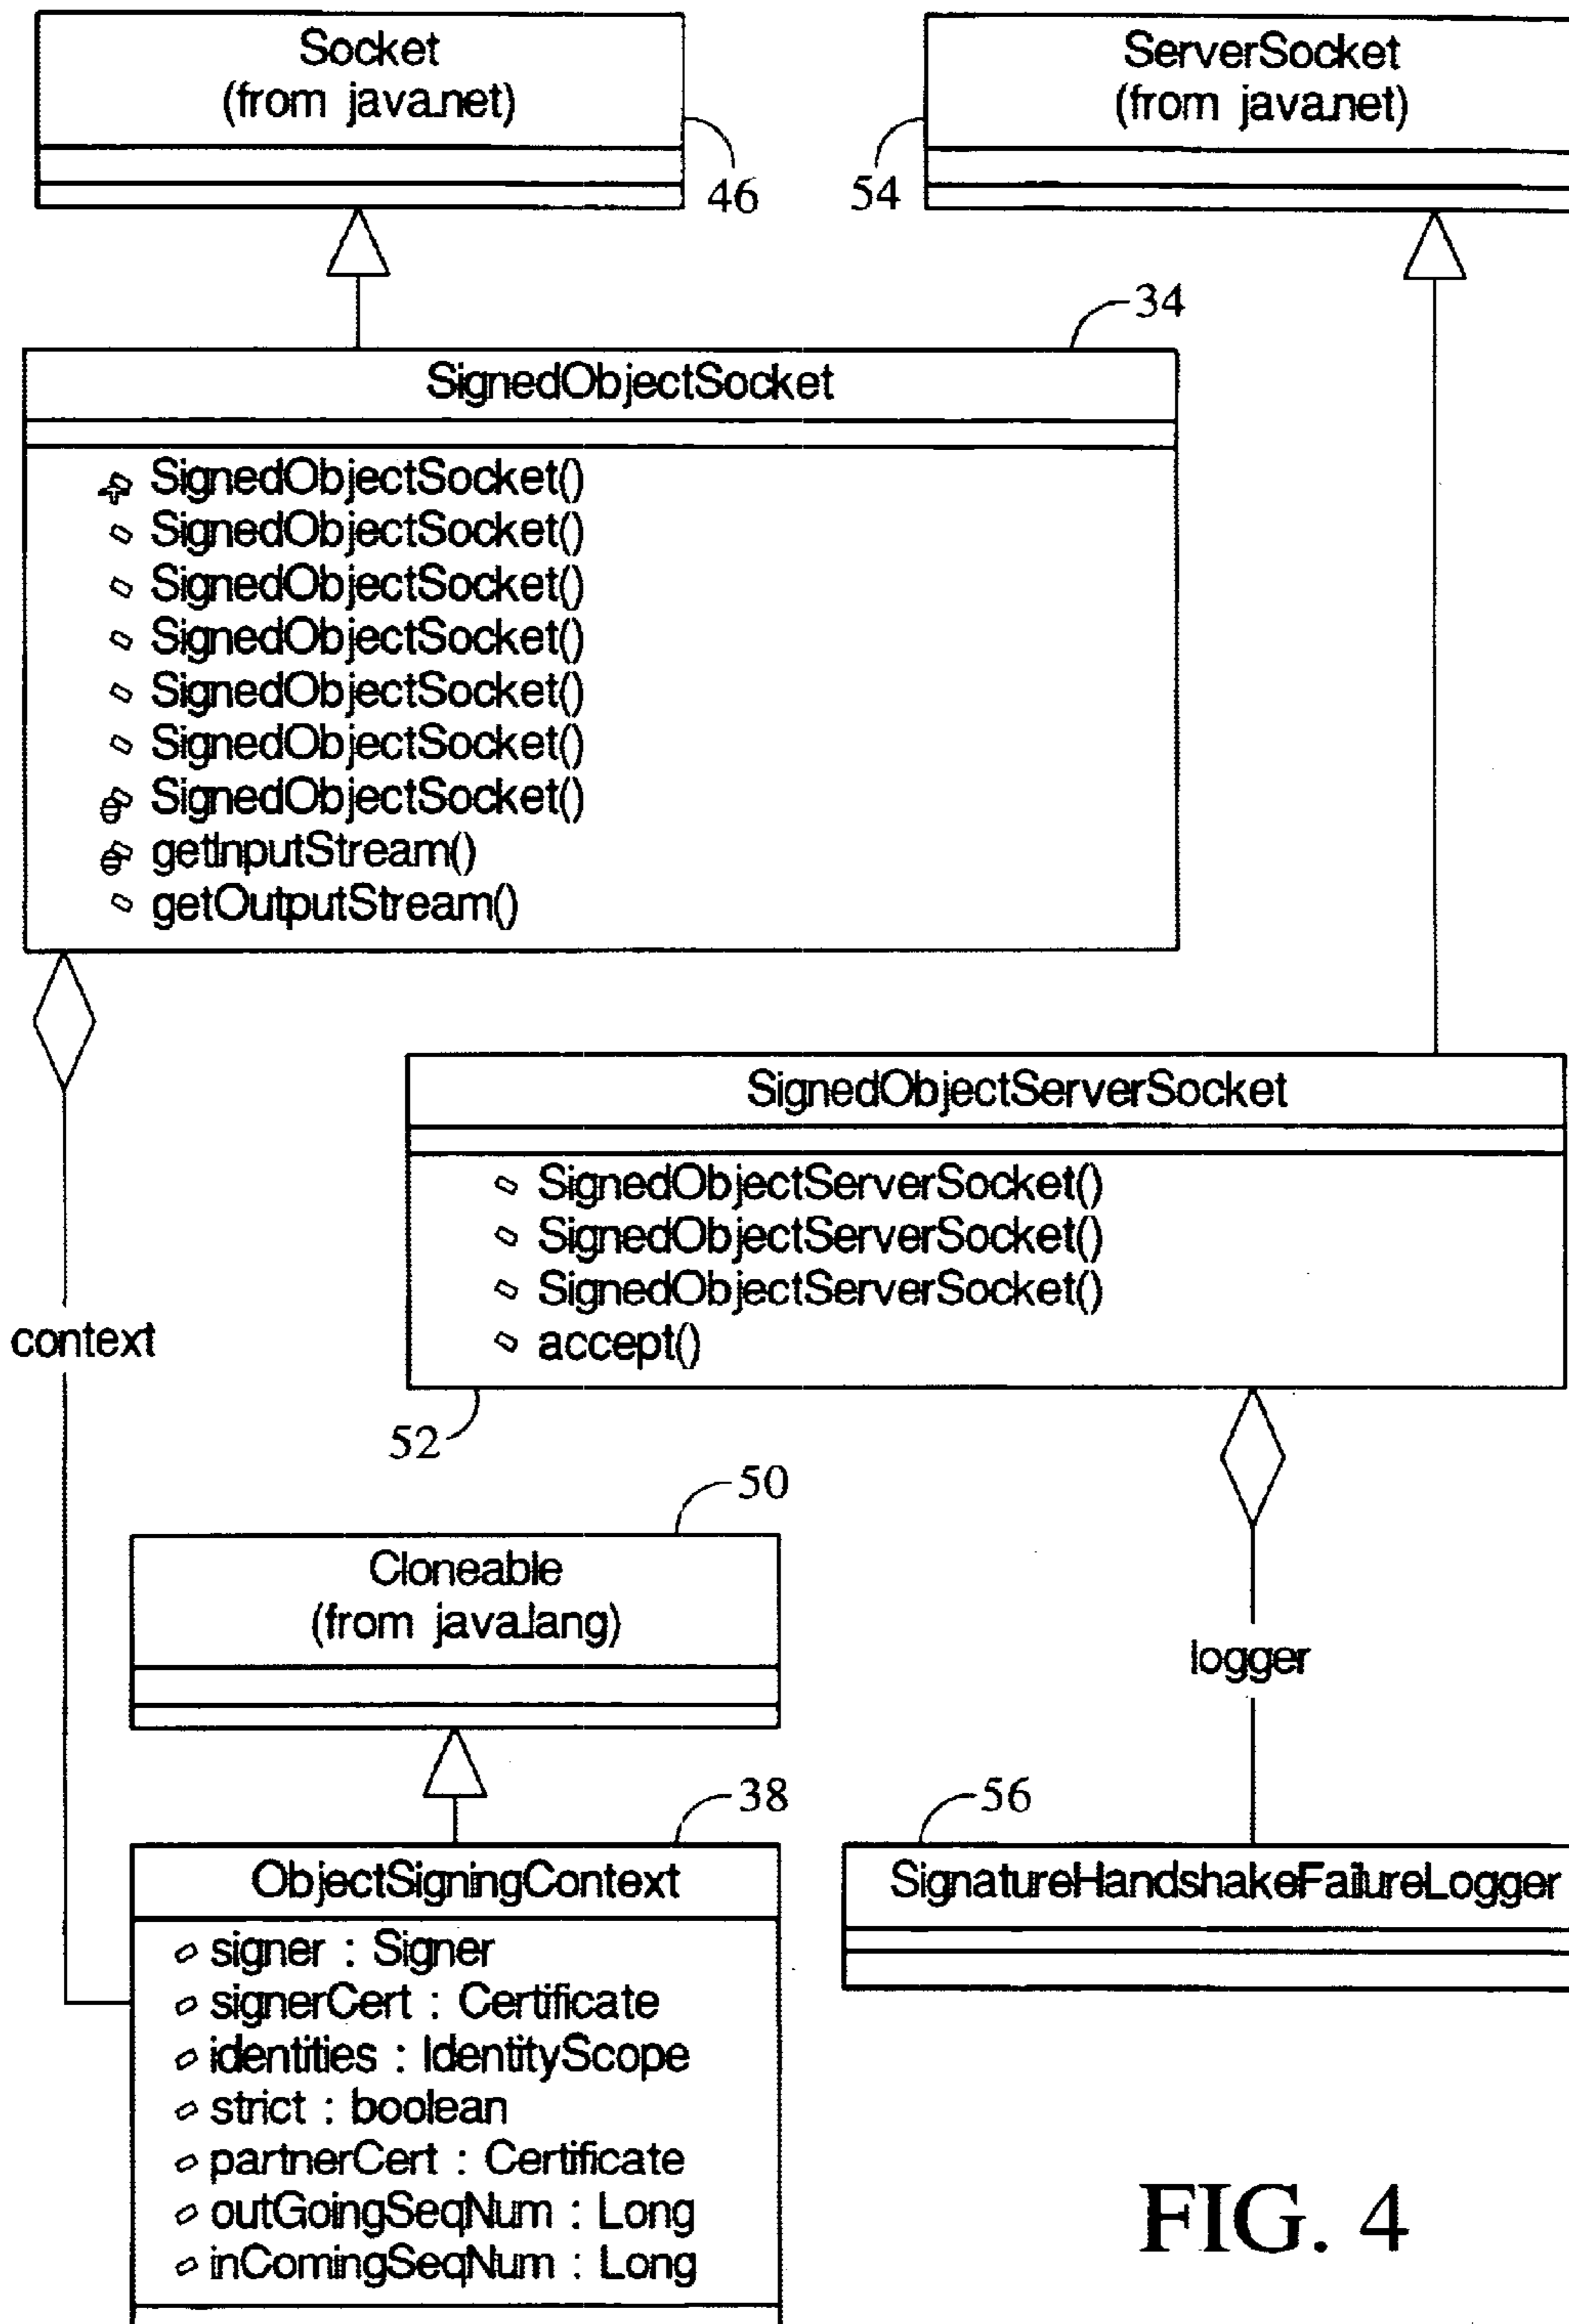 Socket
(from java.net)
46
ServerSocket
(from java.net)
54
34
SignedObjectSocket
SignedObjectSocket()
SignedObjectSocket()
SignedObjectSocket()
SignedObjectSocket()
SignedObjectSocket()
SignedObjectSocket()
SignedObjectSocket()
getInputStream()
getOutputStream()
context
SignedObjectServerSocket
SignedObjectServerSocket()
SignedObjectServerSocket()
SignedObjectServerSocket()
accept()
52
50
Cloneable
(from java.lang)
logger
38
ObjectSigningContext
signer : Signer
signerCert : Certificate
identities : IdentityScope
strict : boolean
partnerCert : Certificate
outGoingSeqNum : Long
inComingSeqNum : Long
56
SignatureHandshakeFailureLogger
FIG. 4